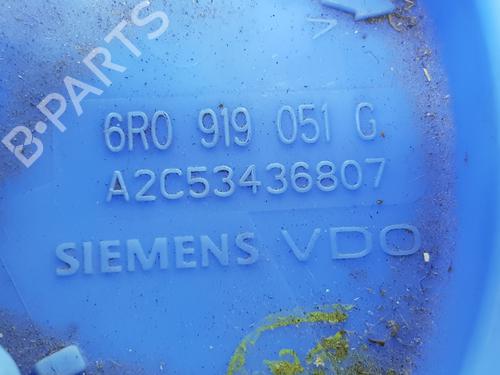 B-PARTS
6R0 919 051 G
A2C53436807
SIEMENS VDO